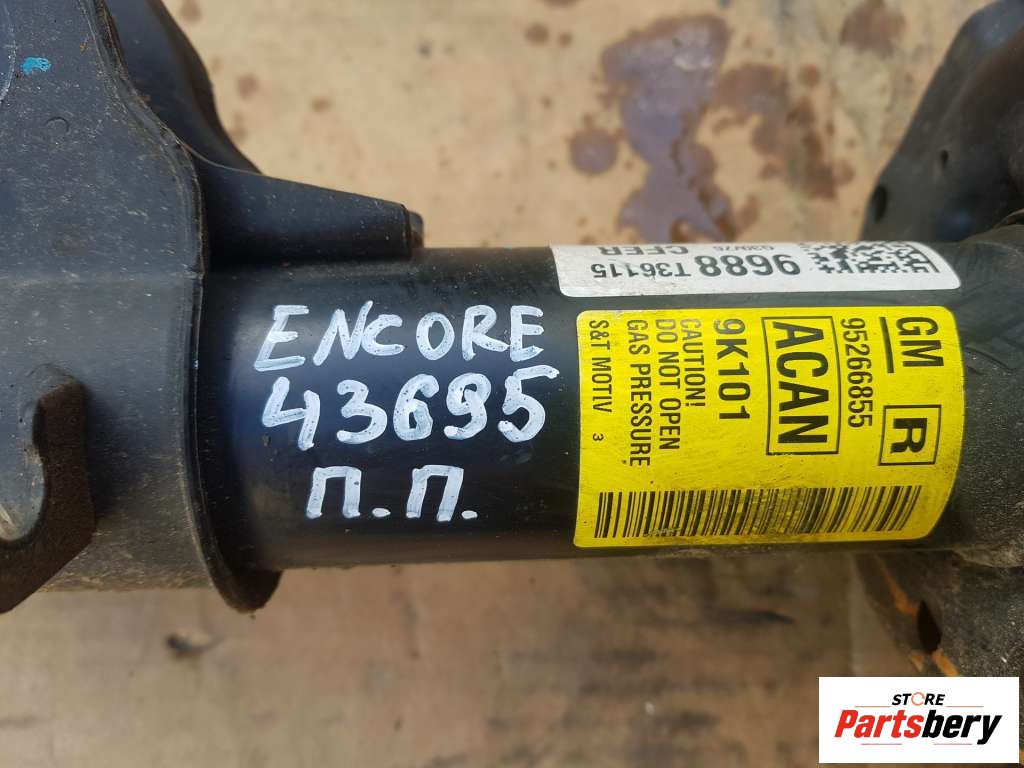 ENCORE
43695
П.П.
9688 T36115
CFER
GM
95266855
R
ACAN
9K101
CAUTION!
DO NOT OPEN
GAS PRESSURE
S&T MOTIV 3
STORE
Partsbery